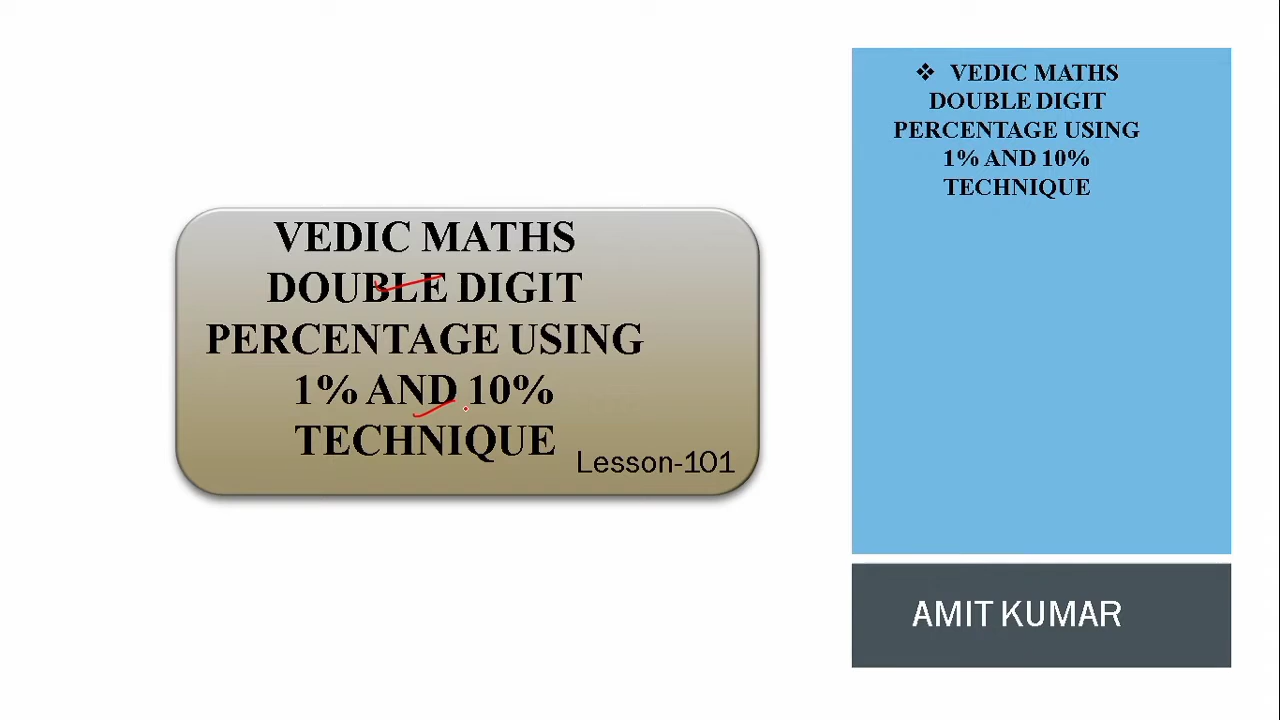 VEDIC MATHS
DOUBLE DIGIT
PERCENTAGE USING
1% AND 10%
TECHNIQUE
Lesson-101
❖ VEDIC MATHS
DOUBLE DIGIT
PERCENTAGE USING
1% AND 10%
TECHNIQUE
AMIT KUMAR